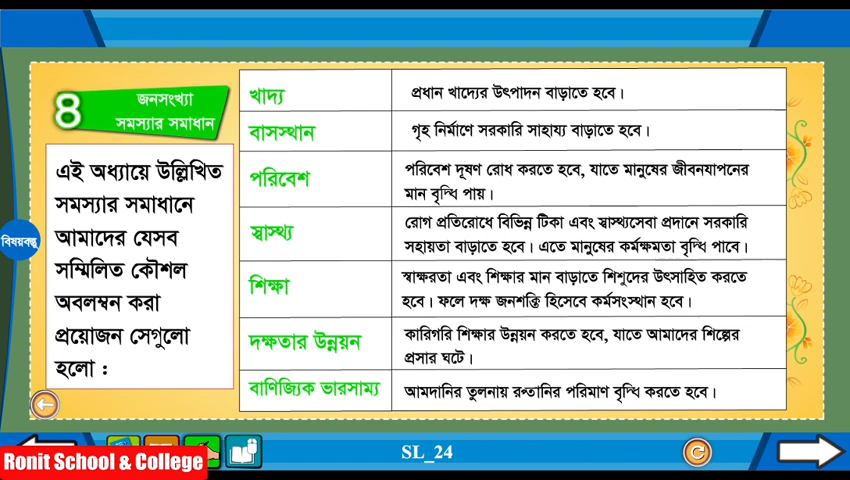 8
জনসংখ্যা
সমস্যার সমাধান
এই অধ্যায়ে উল্লিখিত
সমস্যার সমাধানে
আমাদের যেসব
সম্মিলিত কৌশল
অবলম্বন করা
প্রয়োজন সেগুলো
হলো :
বিষয়বস্তু
খাদ্য
প্রধান খাদ্যের উৎপাদন বাড়াতে হবে।
বাসস্থান
গৃহ নির্মাণে সরকারি সাহায্য বাড়াতে হবে।
পরিবেশ
পরিবেশ দূষণ রোধ করতে হবে, যাতে মানুষের জীবনযাপনের
মান বৃদ্ধি পায়।
স্বাস্থ্য
রোগ প্রতিরোধে বিভিন্ন টিকা এবং স্বাস্থ্যসেবা প্রদানে সরকারি
সহায়তা বাড়াতে হবে। এতে মানুষের কর্মক্ষমতা বৃদ্ধি পাবে।
শিক্ষা
স্বাক্ষরতা এবং শিক্ষার মান বাড়াতে শিশুদের উৎসাহিত করতে
হবে। ফলে দক্ষ জনশক্তি হিসেবে কর্মসংস্থান হবে।
দক্ষতার উন্নয়ন
কারিগরি শিক্ষার উন্নয়ন করতে হবে, যাতে আমাদের শিল্পের
প্রসার ঘটে।
বাণিজ্যিক ভারসাম্য
আমদানির তুলনায় রপ্তানির পরিমাণ বৃদ্ধি করতে হবে।
SL_24
Ronit School & College